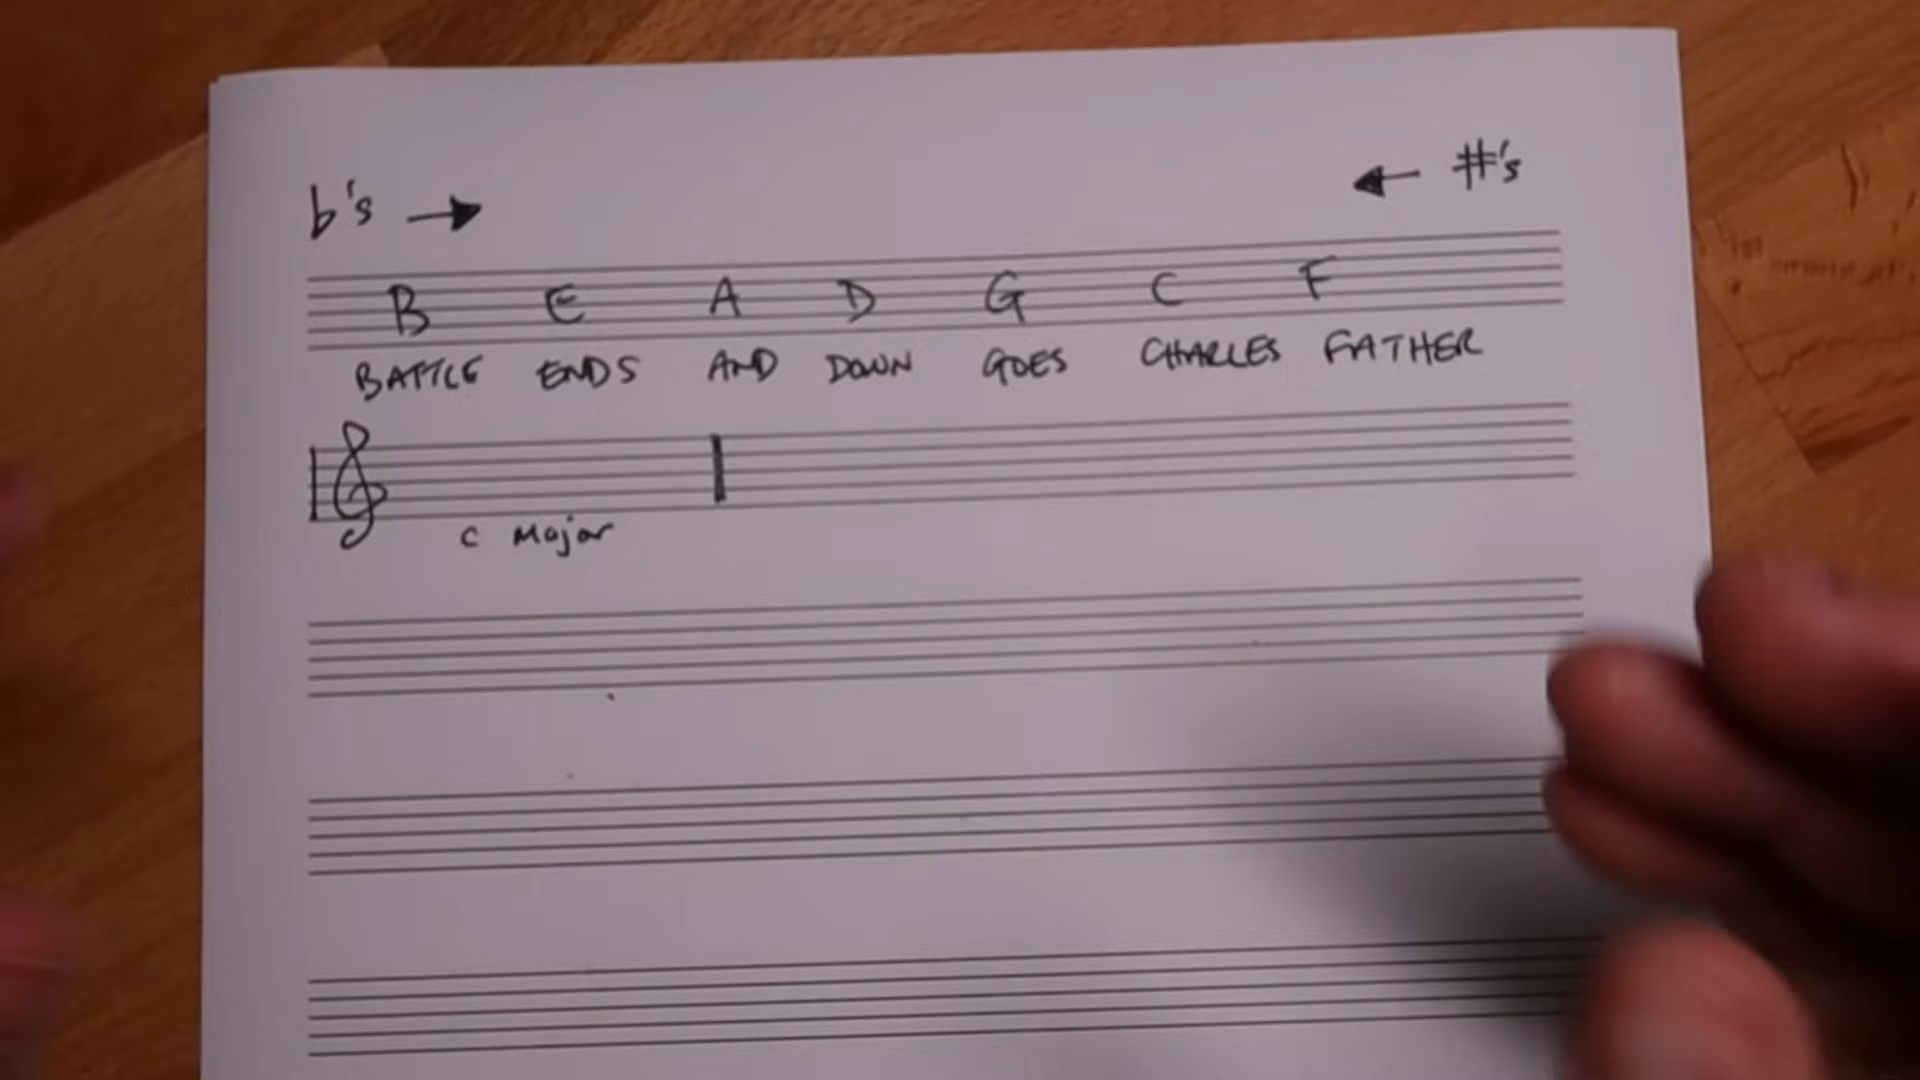 b's → ← #'s
B E A D G C F
BATTLE ENDS AND DOWN GOES CHARLES FATHER
C Major